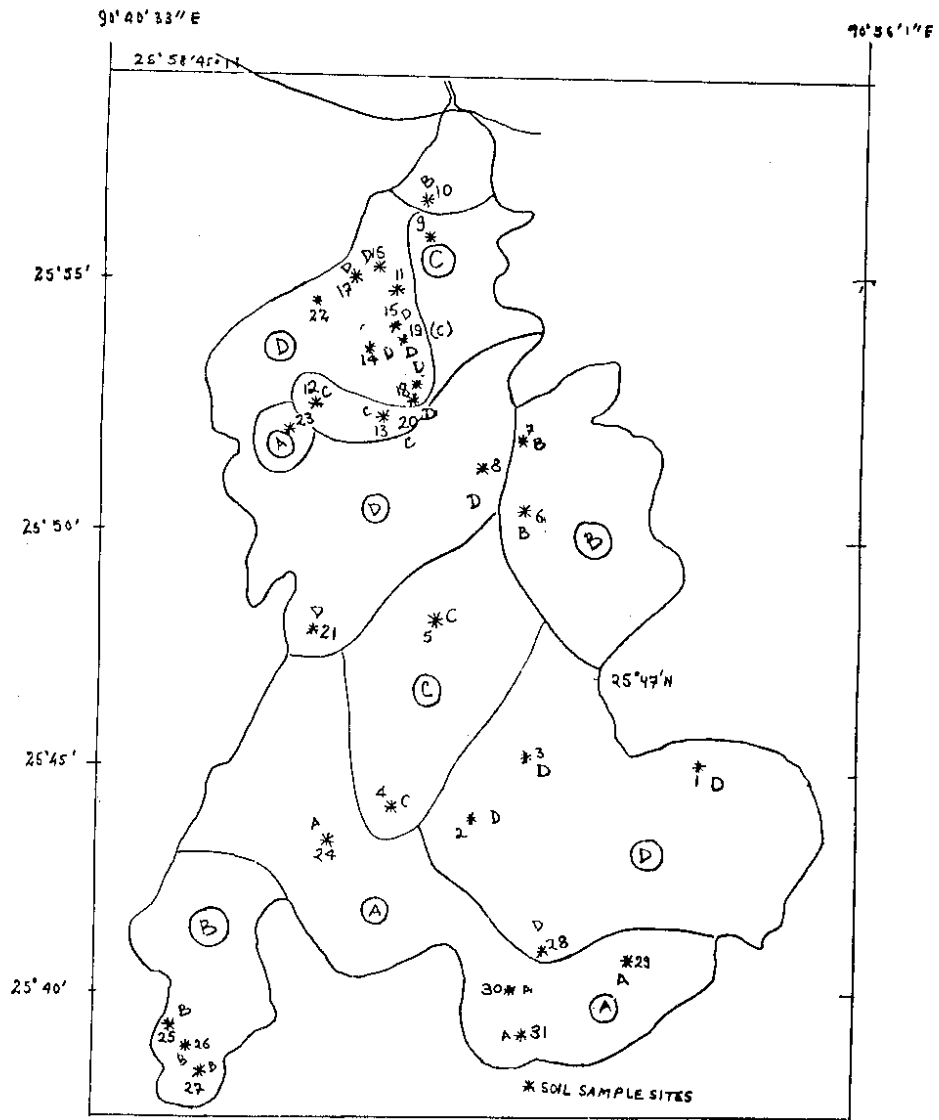 90°40'33"E
90°56'1"E
25°58'45"N
B
10
9
C
D 15
D
17
11
22
15 D
19 (C)
D
14 D
D
D
12 C
18
C
13 20 D
23
C
A
7
B
8
D
6
B
B
D
D
21
C
5
C
25°55'
25°50'
25°47'N
25°45'
3
D
1 D
4 C
2 D
A
24
D
A
B
D
28
29
A
25°40'
30 A
A
A 31
B
25
26
B
B
27
* SOIL SAMPLE SITES